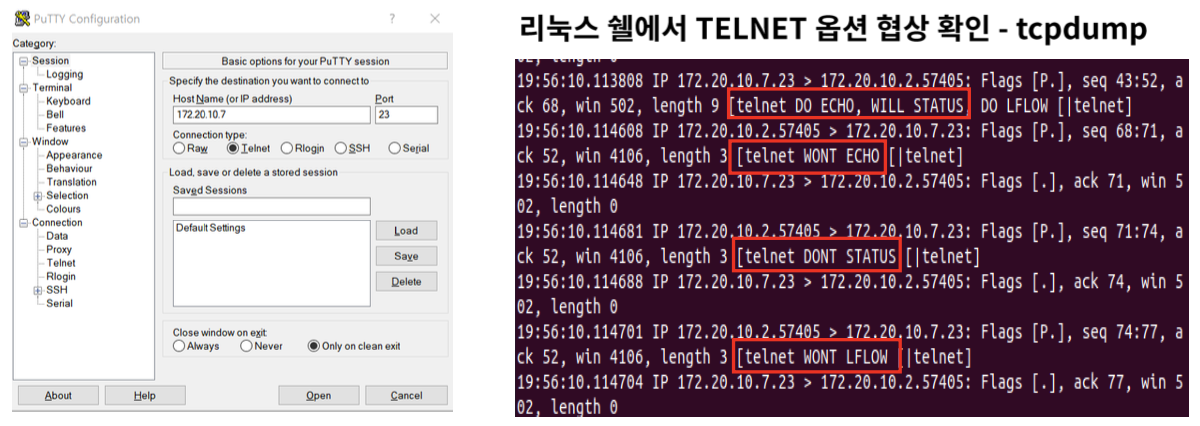 PuTTY Configuration
Category:
Session
Logging
Terminal
Keyboard
Bell
Features
Window
Appearance
Behaviour
Translation
Selection
Colours
Connection
Data
Proxy
Telnet
Rlogin
SSH
Serial
Basic options for your PuTTY session
Specify the destination you want to connect to
Host Name (or IP address) Port
172.20.10.7 23
Connection type:
Raw Telnet Rlogin SSH Serial
Load, save or delete a stored session
Saved Sessions
Default Settings
Load
Save
Delete
Close window on exit:
Always Never Only on clean exit
About Help Open Cancel
리눅스 쉘에서 TELNET 옵션 협상 확인 - tcpdump
02, length 0
19:56:10.113808 IP 172.20.10.7.23 > 172.20.10.2.57405: Flags [P.], seq 43:52, a
ck 68, win 502, length 9 [telnet DO ECHO, WILL STATUS, DO LFLOW [|telnet]
19:56:10.114608 IP 172.20.10.2.57405 > 172.20.10.7.23: Flags [P.], seq 68:71, a
ck 52, win 4106, length 3 [telnet WONT ECHO [|telnet]
19:56:10.114648 IP 172.20.10.7.23 > 172.20.10.2.57405: Flags [.], ack 71, win 5
02, length 0
19:56:10.114681 IP 172.20.10.2.57405 > 172.20.10.7.23: Flags [P.], seq 71:74, a
ck 52, win 4106, length 3 [telnet DONT STATUS [|telnet]
19:56:10.114688 IP 172.20.10.7.23 > 172.20.10.2.57405: Flags [.], ack 74, win 5
02, length 0
19:56:10.114701 IP 172.20.10.2.57405 > 172.20.10.7.23: Flags [P.], seq 74:77, a
ck 52, win 4106, length 3 [telnet WONT LFLOW [|telnet]
19:56:10.114704 IP 172.20.10.7.23 > 172.20.10.2.57405: Flags [.], ack 77, win 5
02, length 0